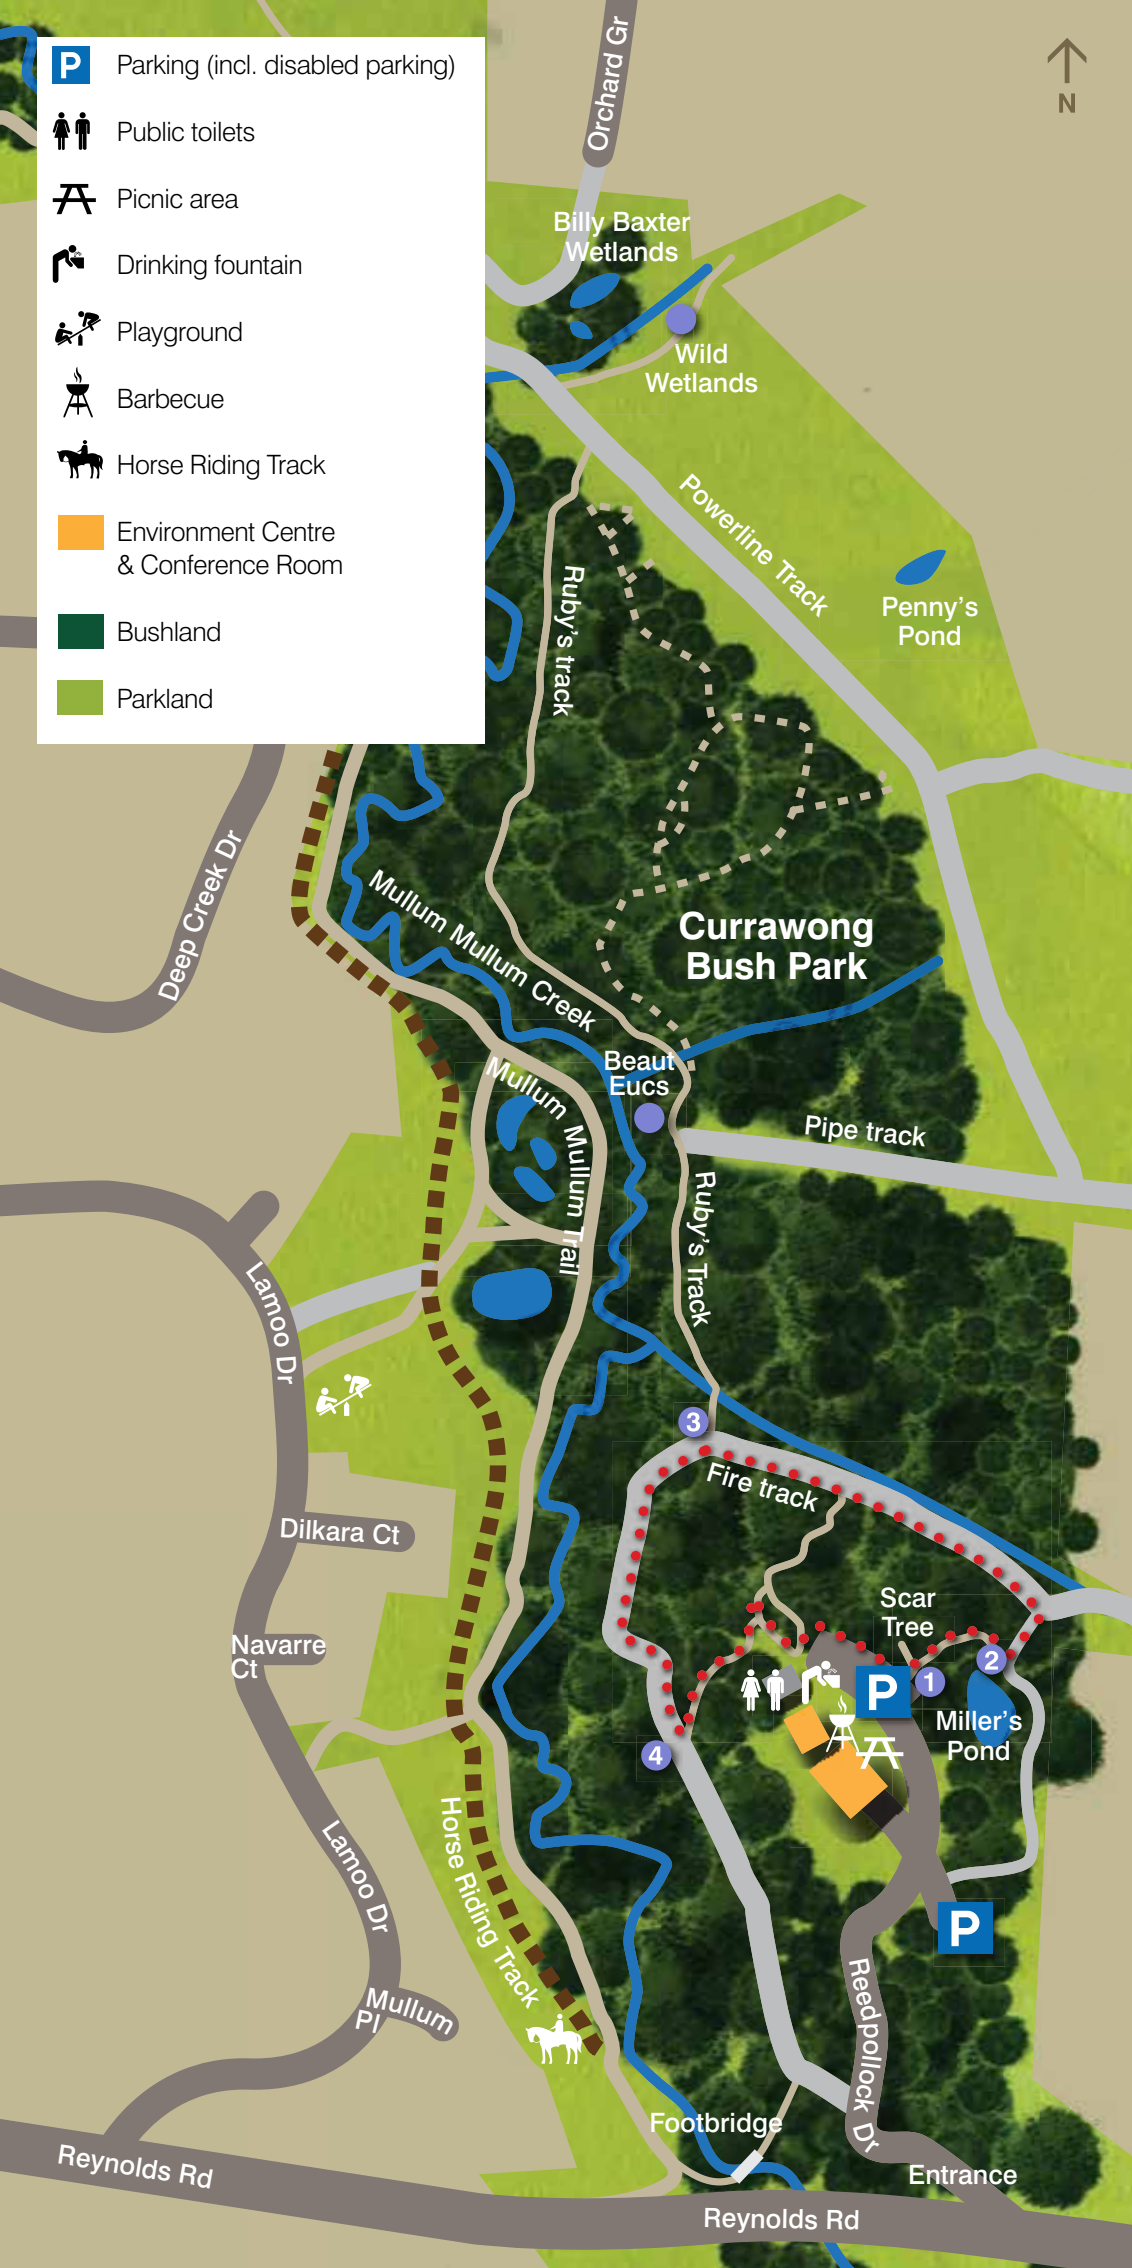 P Parking (incl. disabled parking)
Public toilets
Picnic area
Drinking fountain
Playground
Barbecue
Horse Riding Track
Environment Centre
& Conference Room
Bushland
Parkland
Orchard Gr
N
Billy Baxter
Wetlands
Wild
Wetlands
Powerline Track
Penny's
Pond
Ruby's track
Deep Creek Dr
Mullum Mullum Creek
Currawong
Bush Park
Beaut
Eucs
Mullum Mullum Trail
Pipe track
Ruby's Track
Lamoo Dr
3
Fire track
Dilkara Ct
Scar
Tree
Navarre
Ct
2
P
1
Miller's
Pond
4
Horse Riding Track
Lamoo Dr
P
Reedpollock Dr
Mullum
Pl
Footbridge
Entrance
Reynolds Rd
Reynolds Rd